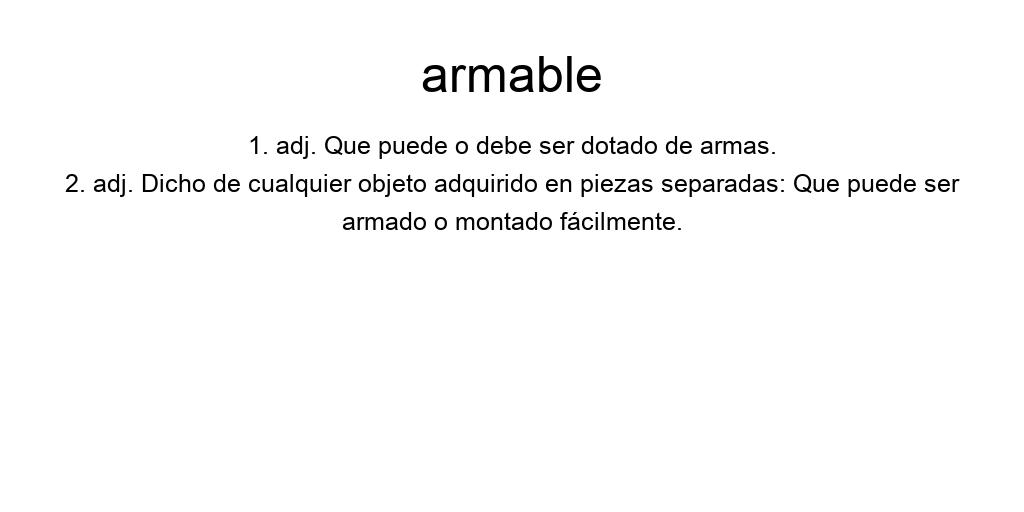 armable
1. adj. Que puede o debe ser dotado de armas.
2. adj. Dicho de cualquier objeto adquirido en piezas separadas: Que puede ser
armado o montado fácilmente.